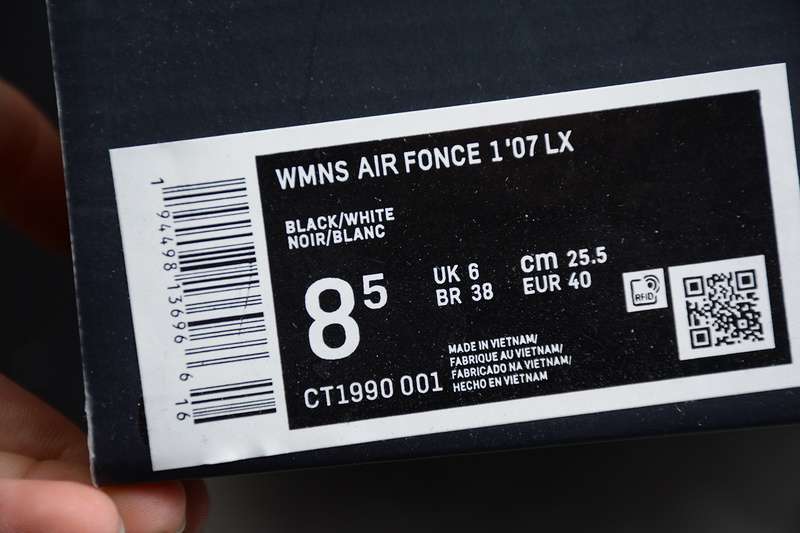 WMNS AIR FONCE 1 '07 LX
BLACK/WHITE
NOIR/BLANC
8 5
UK 6
BR 38
cm 25.5
EUR 40
RFID
CT1990 001
MADE IN VIETNAM/
FABRIQUE AU VIETNAM/
FABRICADO NA VIETNAM/
HECHO EN VIETNAM
1 94498 13696 6 16